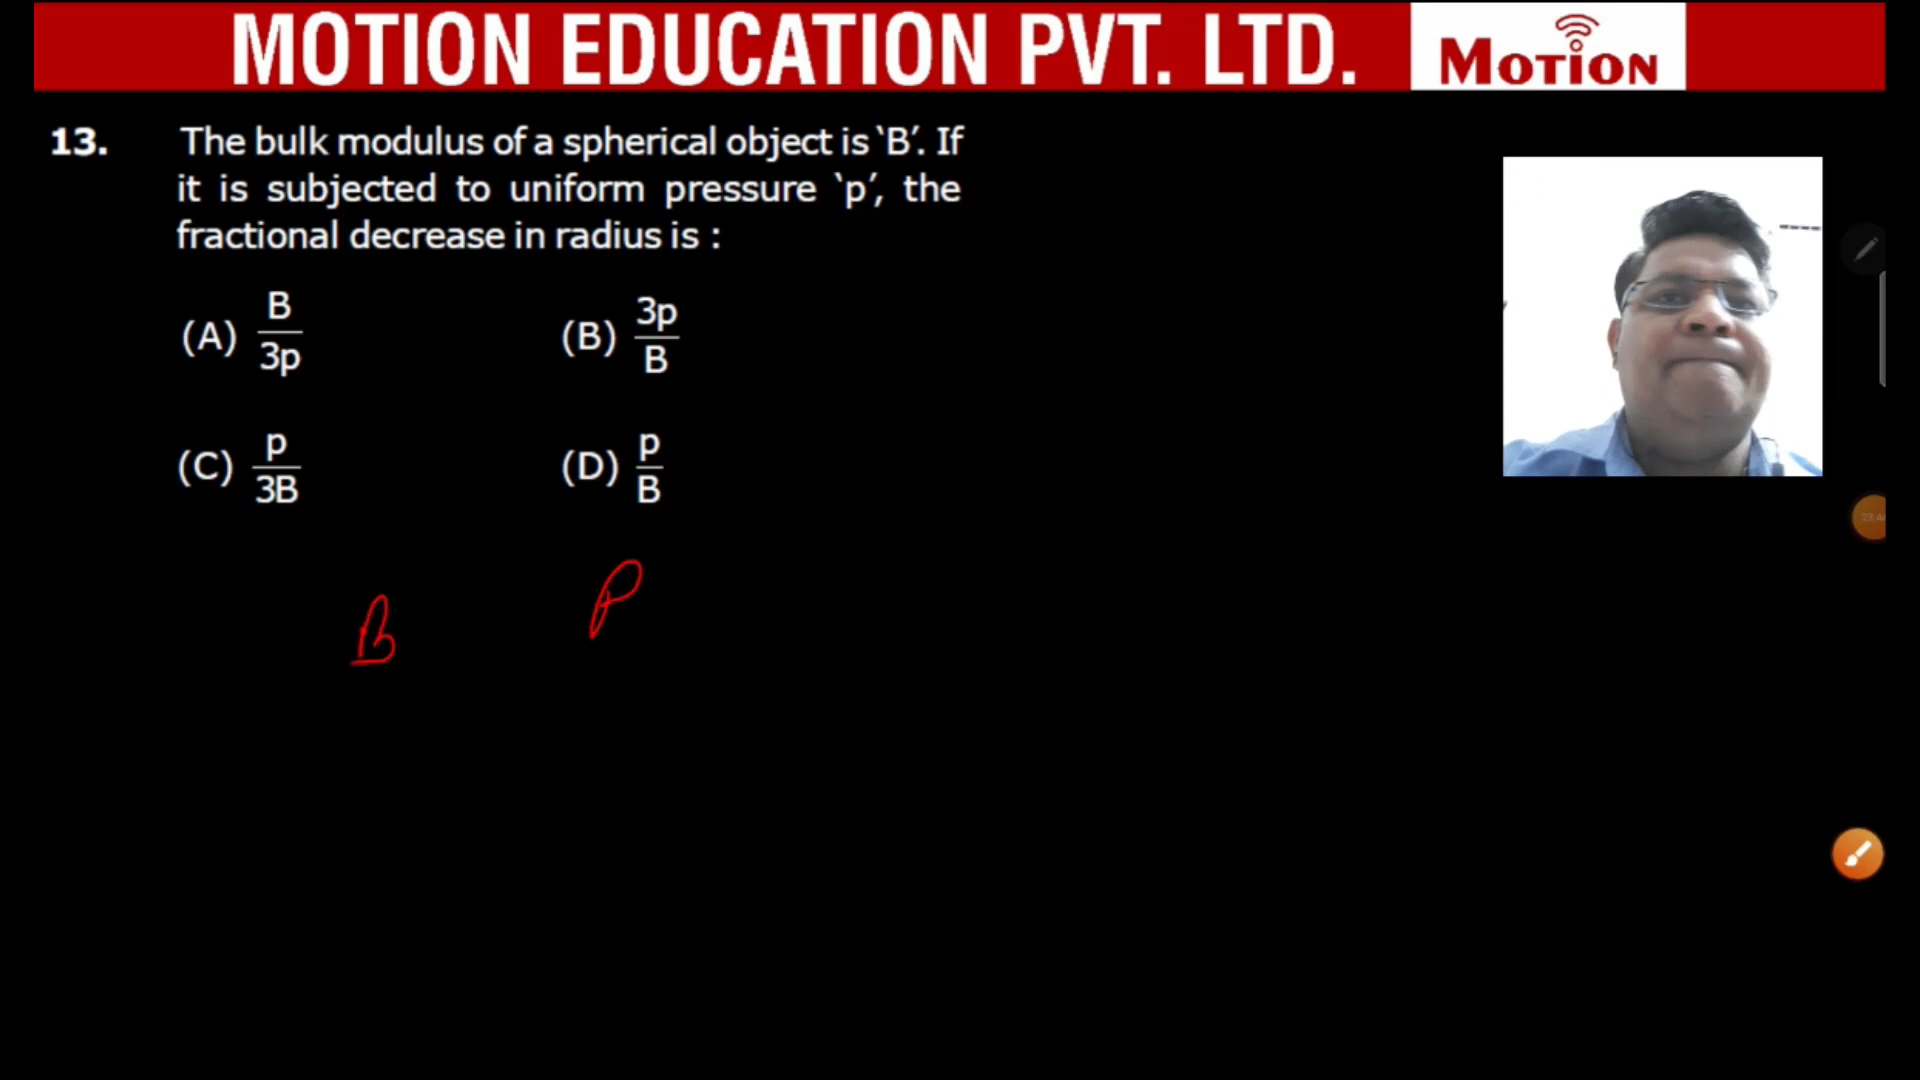 MOTION EDUCATION PVT. LTD.
MOTION
13. The bulk modulus of a spherical object is ‘B’. If
it is subjected to uniform pressure ‘p’, the
fractional decrease in radius is :
(A) B/3p (B) 3p/B
(C) p/3B (D) p/B
B P